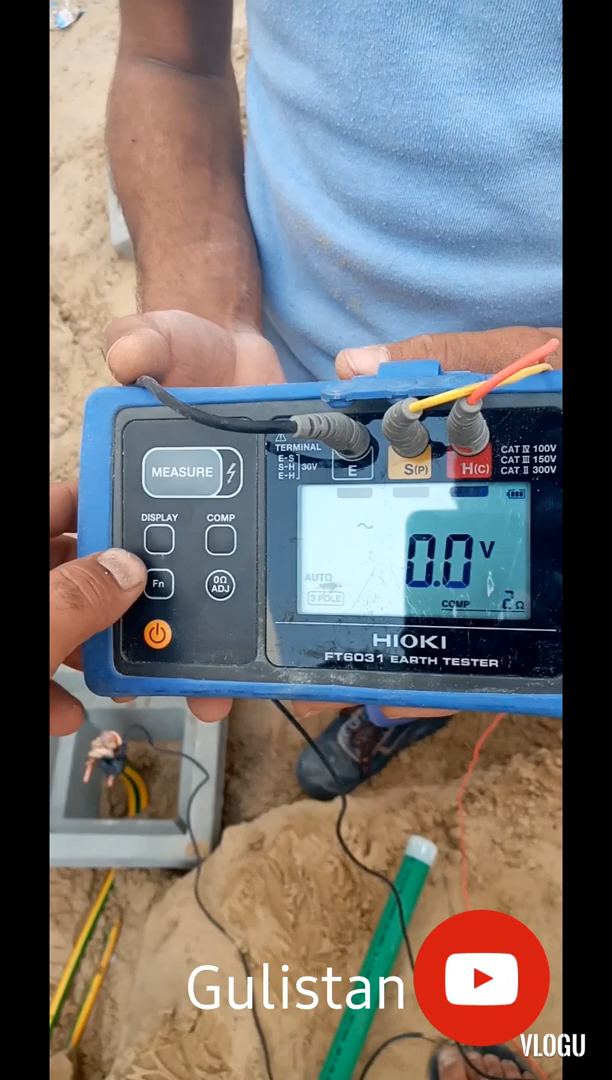 TERMINAL
E-S
S-H 30V
E-H
E
S(P)
H(C)
CAT IV 100V
CAT III 150V
CAT II 300V
MEASURE
DISPLAY
COMP
Fn
0Ω
ADJ
~
0.0 V
AUTO
3 POLE
COMP
Ω
HIOKI
FT6031 EARTH TESTER
Gulistan
VLOGU